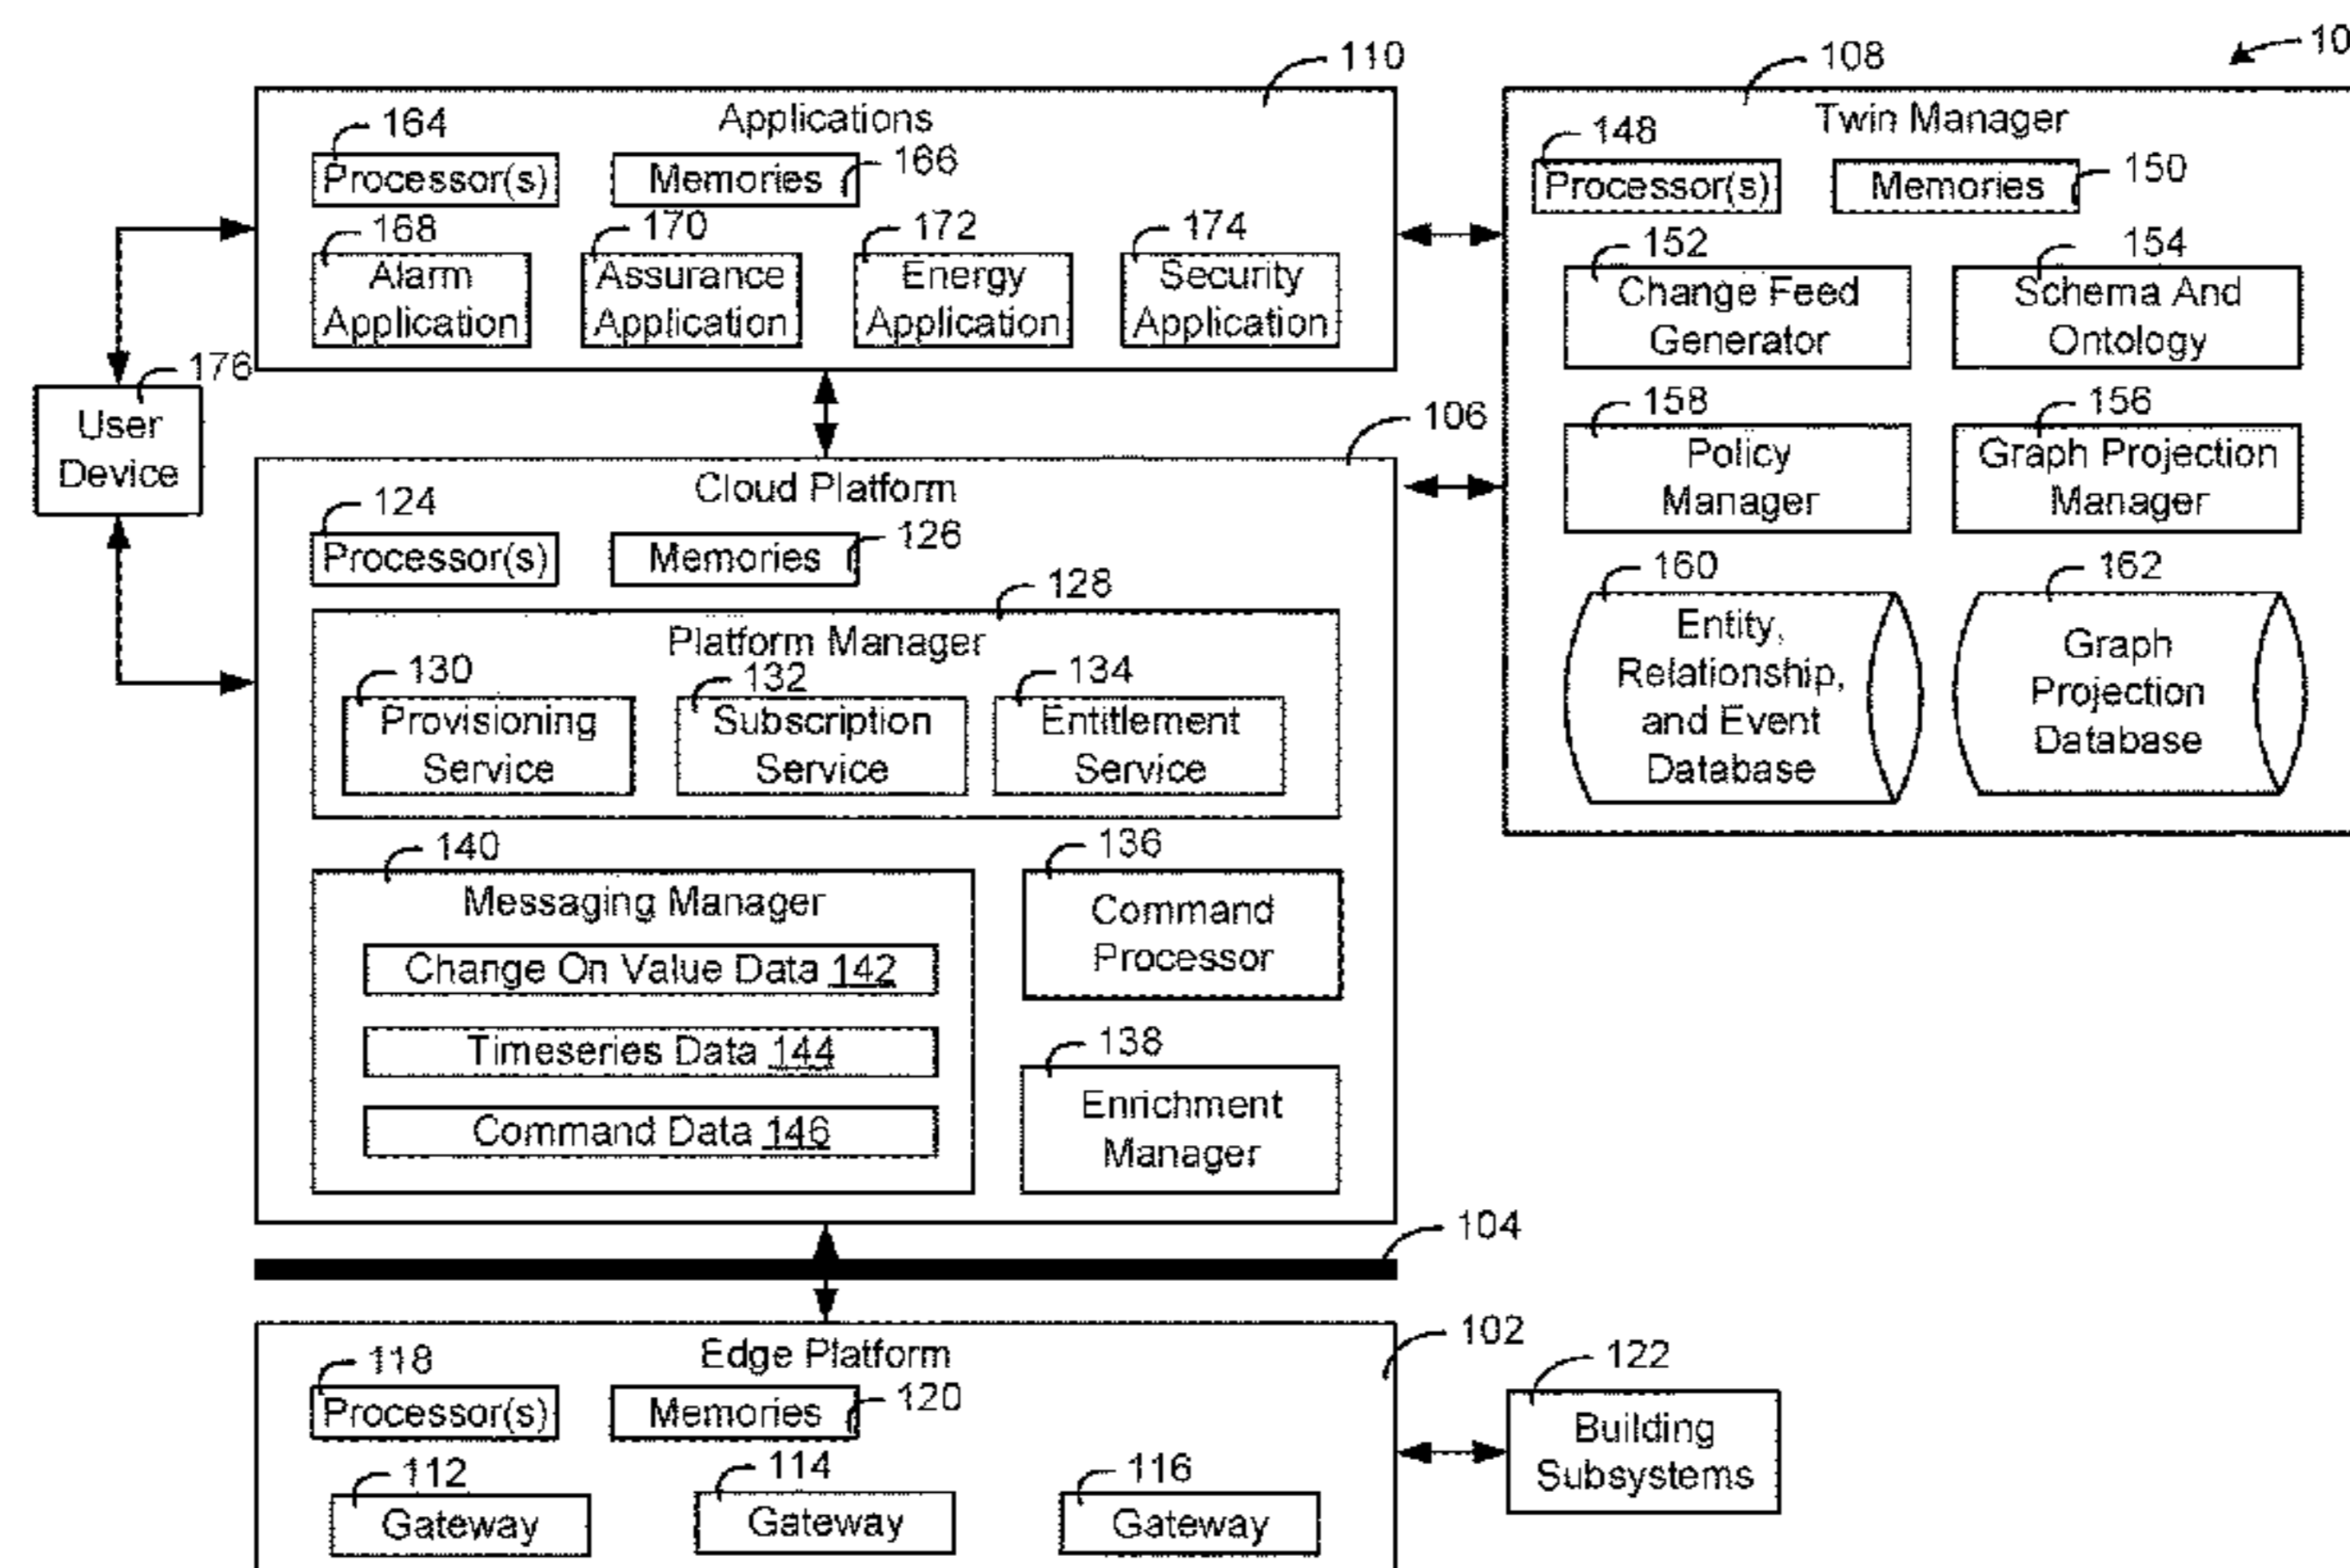 10
110
108
Applications
Twin Manager
164
166
148
150
Processor(s)
Memories
Processor(s)
Memories
168
170
172
174
152
154
Alarm
Application
Assurance
Application
Energy
Application
Security
Application
Change Feed
Generator
Schema And
Ontology
176
User
Device
158
156
Policy
Manager
Graph Projection
Manager
106
Cloud Platform
124
126
Processor(s)
Memories
160
162
Entity,
Relationship,
and Event
Database
Graph
Projection
Database
128
Platform Manager
130
132
134
Provisioning
Service
Subscription
Service
Entitlement
Service
140
Messaging Manager
Change On Value Data 142
Timeseries Data 144
Command Data 146
136
Command
Processor
138
Enrichment
Manager
104
102
Edge Platform
118
120
Processor(s)
Memories
122
Building
Subsystems
112
114
116
Gateway
Gateway
Gateway